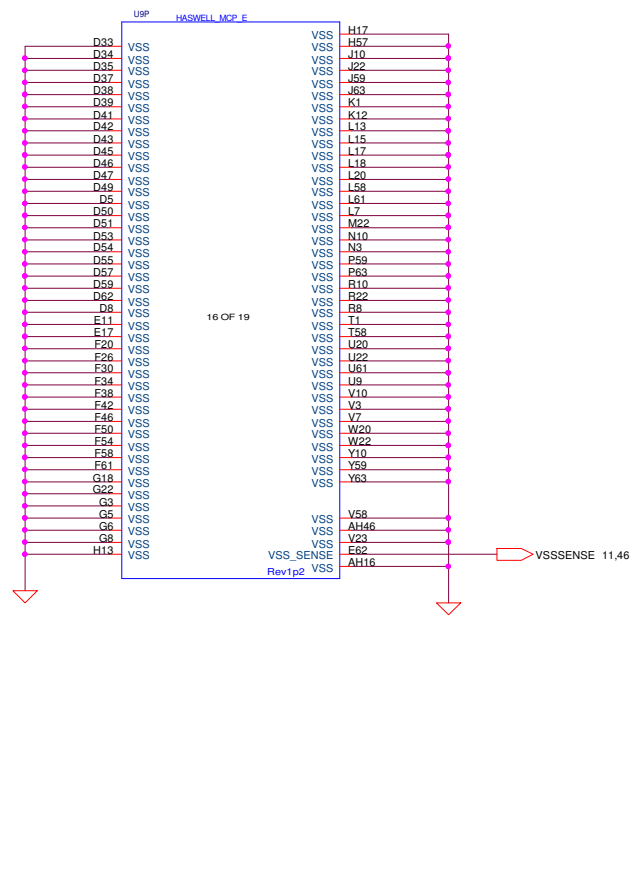 U9P HASWELL_MCP_E
D33 VSS
D34 VSS
D35 VSS
D37 VSS
D38 VSS
D39 VSS
D41 VSS
D42 VSS
D43 VSS
D45 VSS
D46 VSS
D47 VSS
D49 VSS
D5 VSS
D50 VSS
D51 VSS
D53 VSS
D54 VSS
D55 VSS
D57 VSS
D59 VSS
D62 VSS
D8 VSS
E11 VSS
E17 VSS
F20 VSS
F26 VSS
F30 VSS
F34 VSS
F38 VSS
F42 VSS
F46 VSS
F50 VSS
F54 VSS
F58 VSS
F61 VSS
G18 VSS
G22 VSS
G3 VSS
G5 VSS
G6 VSS
G8 VSS
H13 VSS
16 OF 19
VSS H17
VSS H57
VSS J10
VSS J22
VSS J59
VSS J63
VSS K1
VSS K12
VSS L13
VSS L15
VSS L17
VSS L18
VSS L20
VSS L58
VSS L61
VSS L7
VSS M22
VSS N10
VSS N3
VSS P59
VSS P63
VSS R10
VSS R22
VSS R8
VSS T1
VSS T58
VSS U20
VSS U22
VSS U61
VSS U9
VSS V10
VSS V3
VSS V7
VSS W20
VSS W22
VSS Y10
VSS Y59
VSS Y63
VSS V58
VSS AH46
VSS V23
VSS_SENSE E62 VSSSENSE 11,46
VSS AH16
Rev1p2